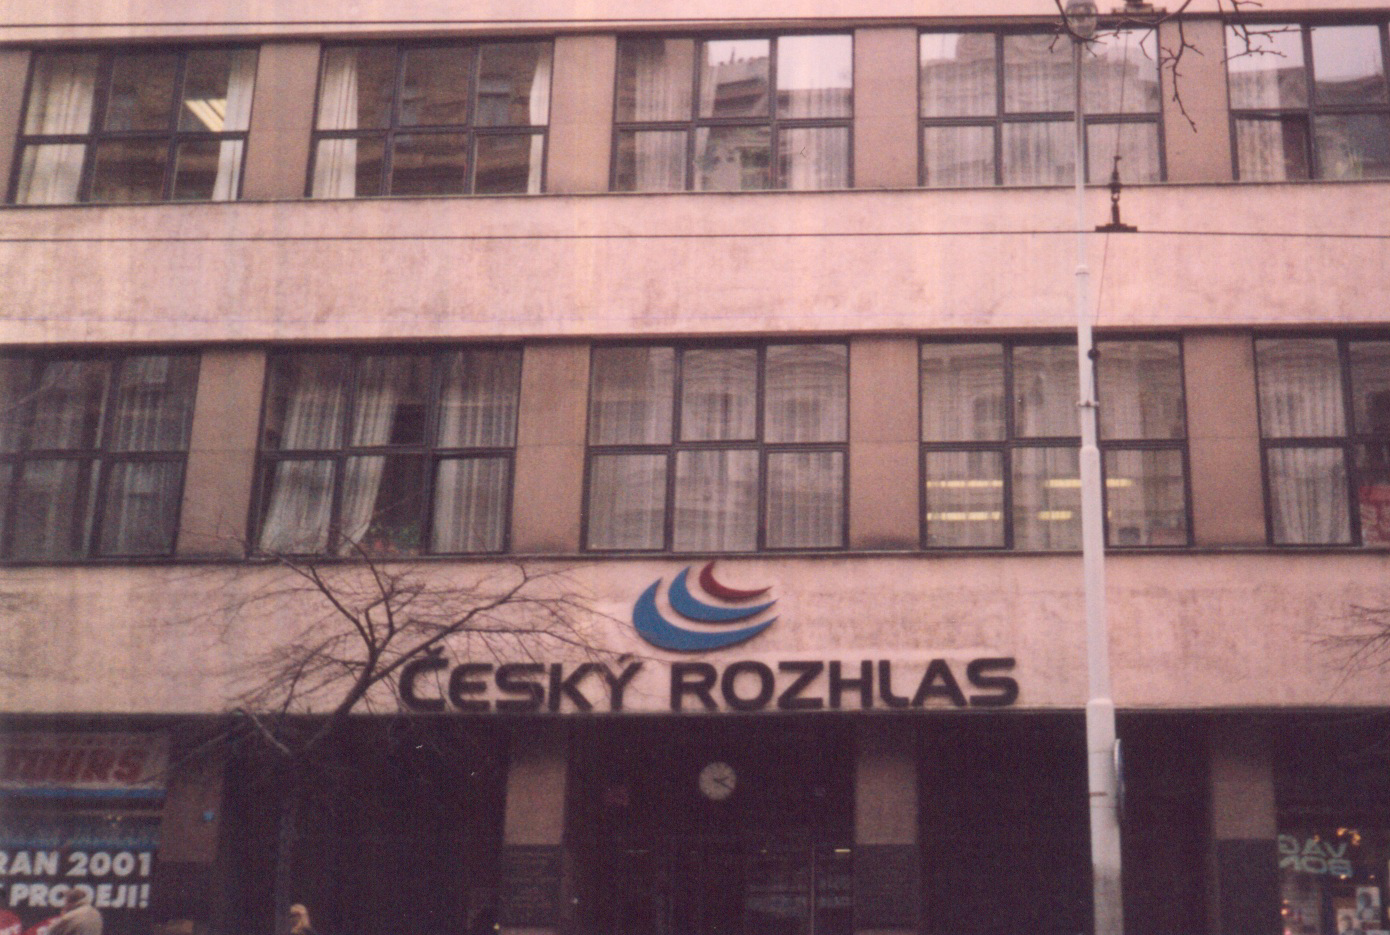 ČESKÝ ROZHLAS
TOURS
RAN 2001
PRODEJI!